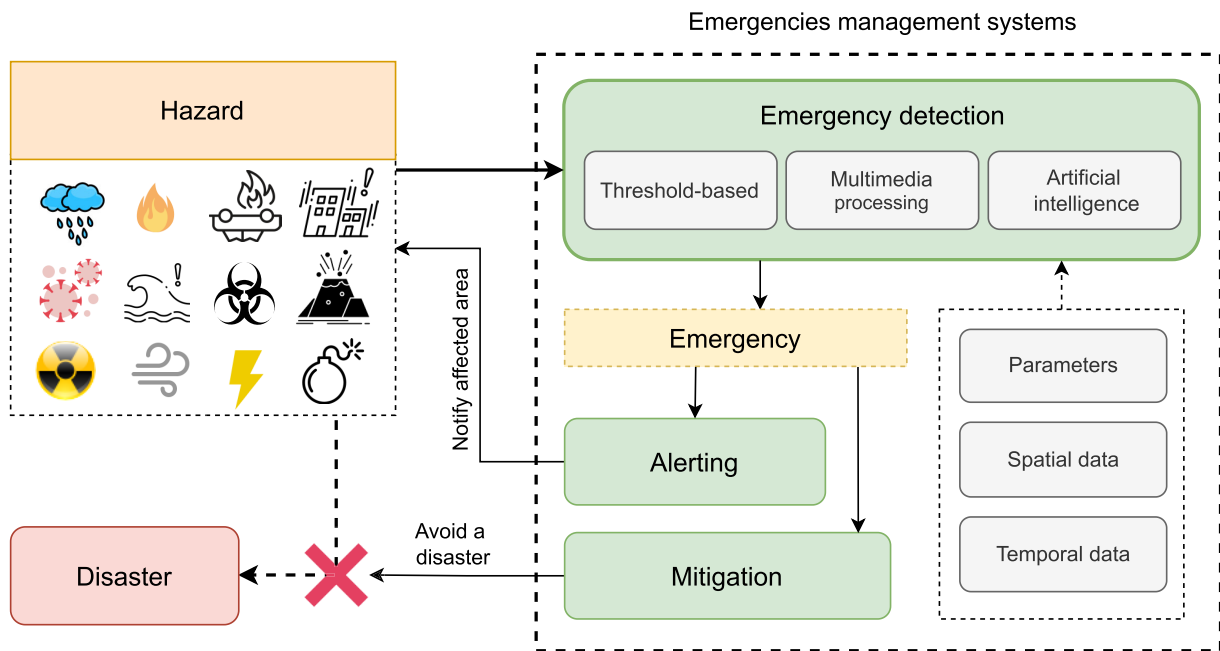 Emergencies management systems
Hazard
Emergency detection
Threshold-based
Multimedia
processing
Artificial
intelligence
Notify affected area
Emergency
Parameters
Alerting
Spatial data
Avoid a
disaster
Disaster
Mitigation
Temporal data